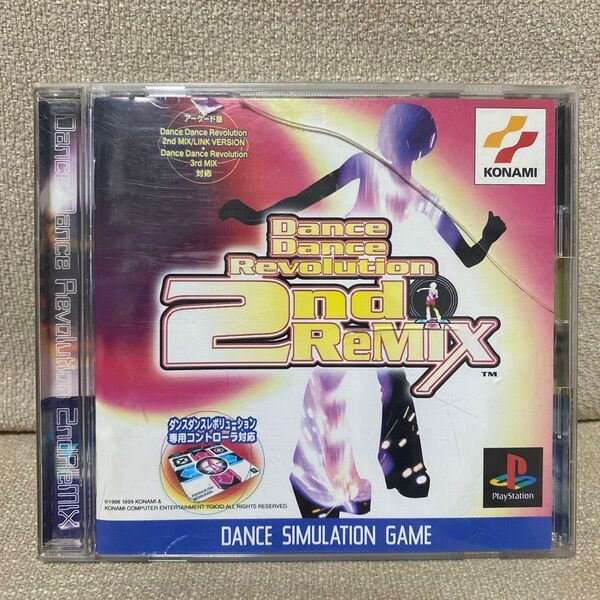 アーケード版
Dance Dance Revolution
2nd MIX/LINK VERSION
•
Dance Dance Revolution
3rd MIX
対応
KONAMI
Dance
Dance
Revolution
2nd
ReMIX
TM
ダンスダンスレボリューション
専用コントローラ対応
©1998 1999 KONAMI &
KONAMI COMPUTER ENTERTAINMENT TOKYO ALL RIGHTS RESERVED.
PlayStation
DANCE SIMULATION GAME
Dance Dance Revolution 2ndReMIX